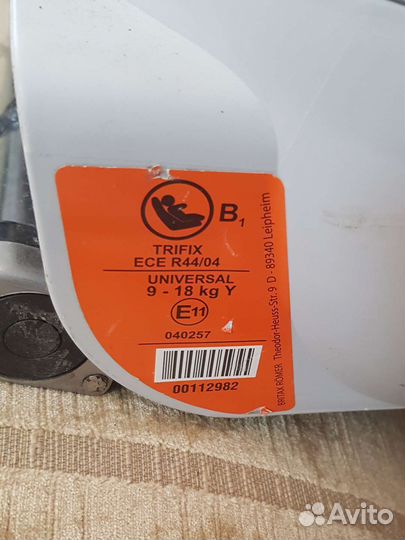 B1
TRIFIX
ECE R44/04
UNIVERSAL
9 - 18 kg Y
E11
040257
00112982
BRITAX RÖMER Theodor-Heuss-Str. 9 D - 89340 Leipheim
Avito